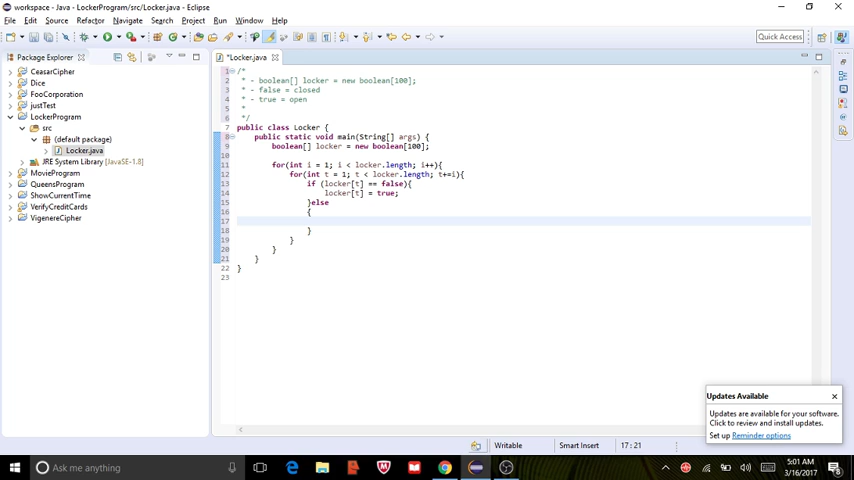 workspace - Java - LockerProgram/src/Locker.java - Eclipse
File Edit Source Refactor Navigate Search Project Run Window Help
Quick Access
Package Explorer
*Locker.java
CeasarCipher
Dice
FooCorporation
justTest
LockerProgram
src
(default package)
Locker.java
JRE System Library [JavaSE-1.8]
MovieProgram
QueensProgram
ShowCurrentTime
VerifyCreditCards
VigenereCipher
1 /*
2 * - boolean[] locker = new boolean[100];
3 * - false = closed
4 * - true = open
5 *
6 */
7 public class Locker {
8 public static void main(String[] args) {
9 boolean[] locker = new boolean[100];
10
11 for(int i = 1; i < locker.length; i++){
12 for(int t = 1; t < locker.length; t+=i){
13 if (locker[t] == false){
14 locker[t] = true;
15 }else
16 {
17
18 }
19 }
20 }
21 }
22 }
23
Updates Available
Updates are available for your software.
Click to review and install updates.
Set up Reminder options
Writable
Smart Insert
17 : 21
Ask me anything
5:01 AM
3/16/2017